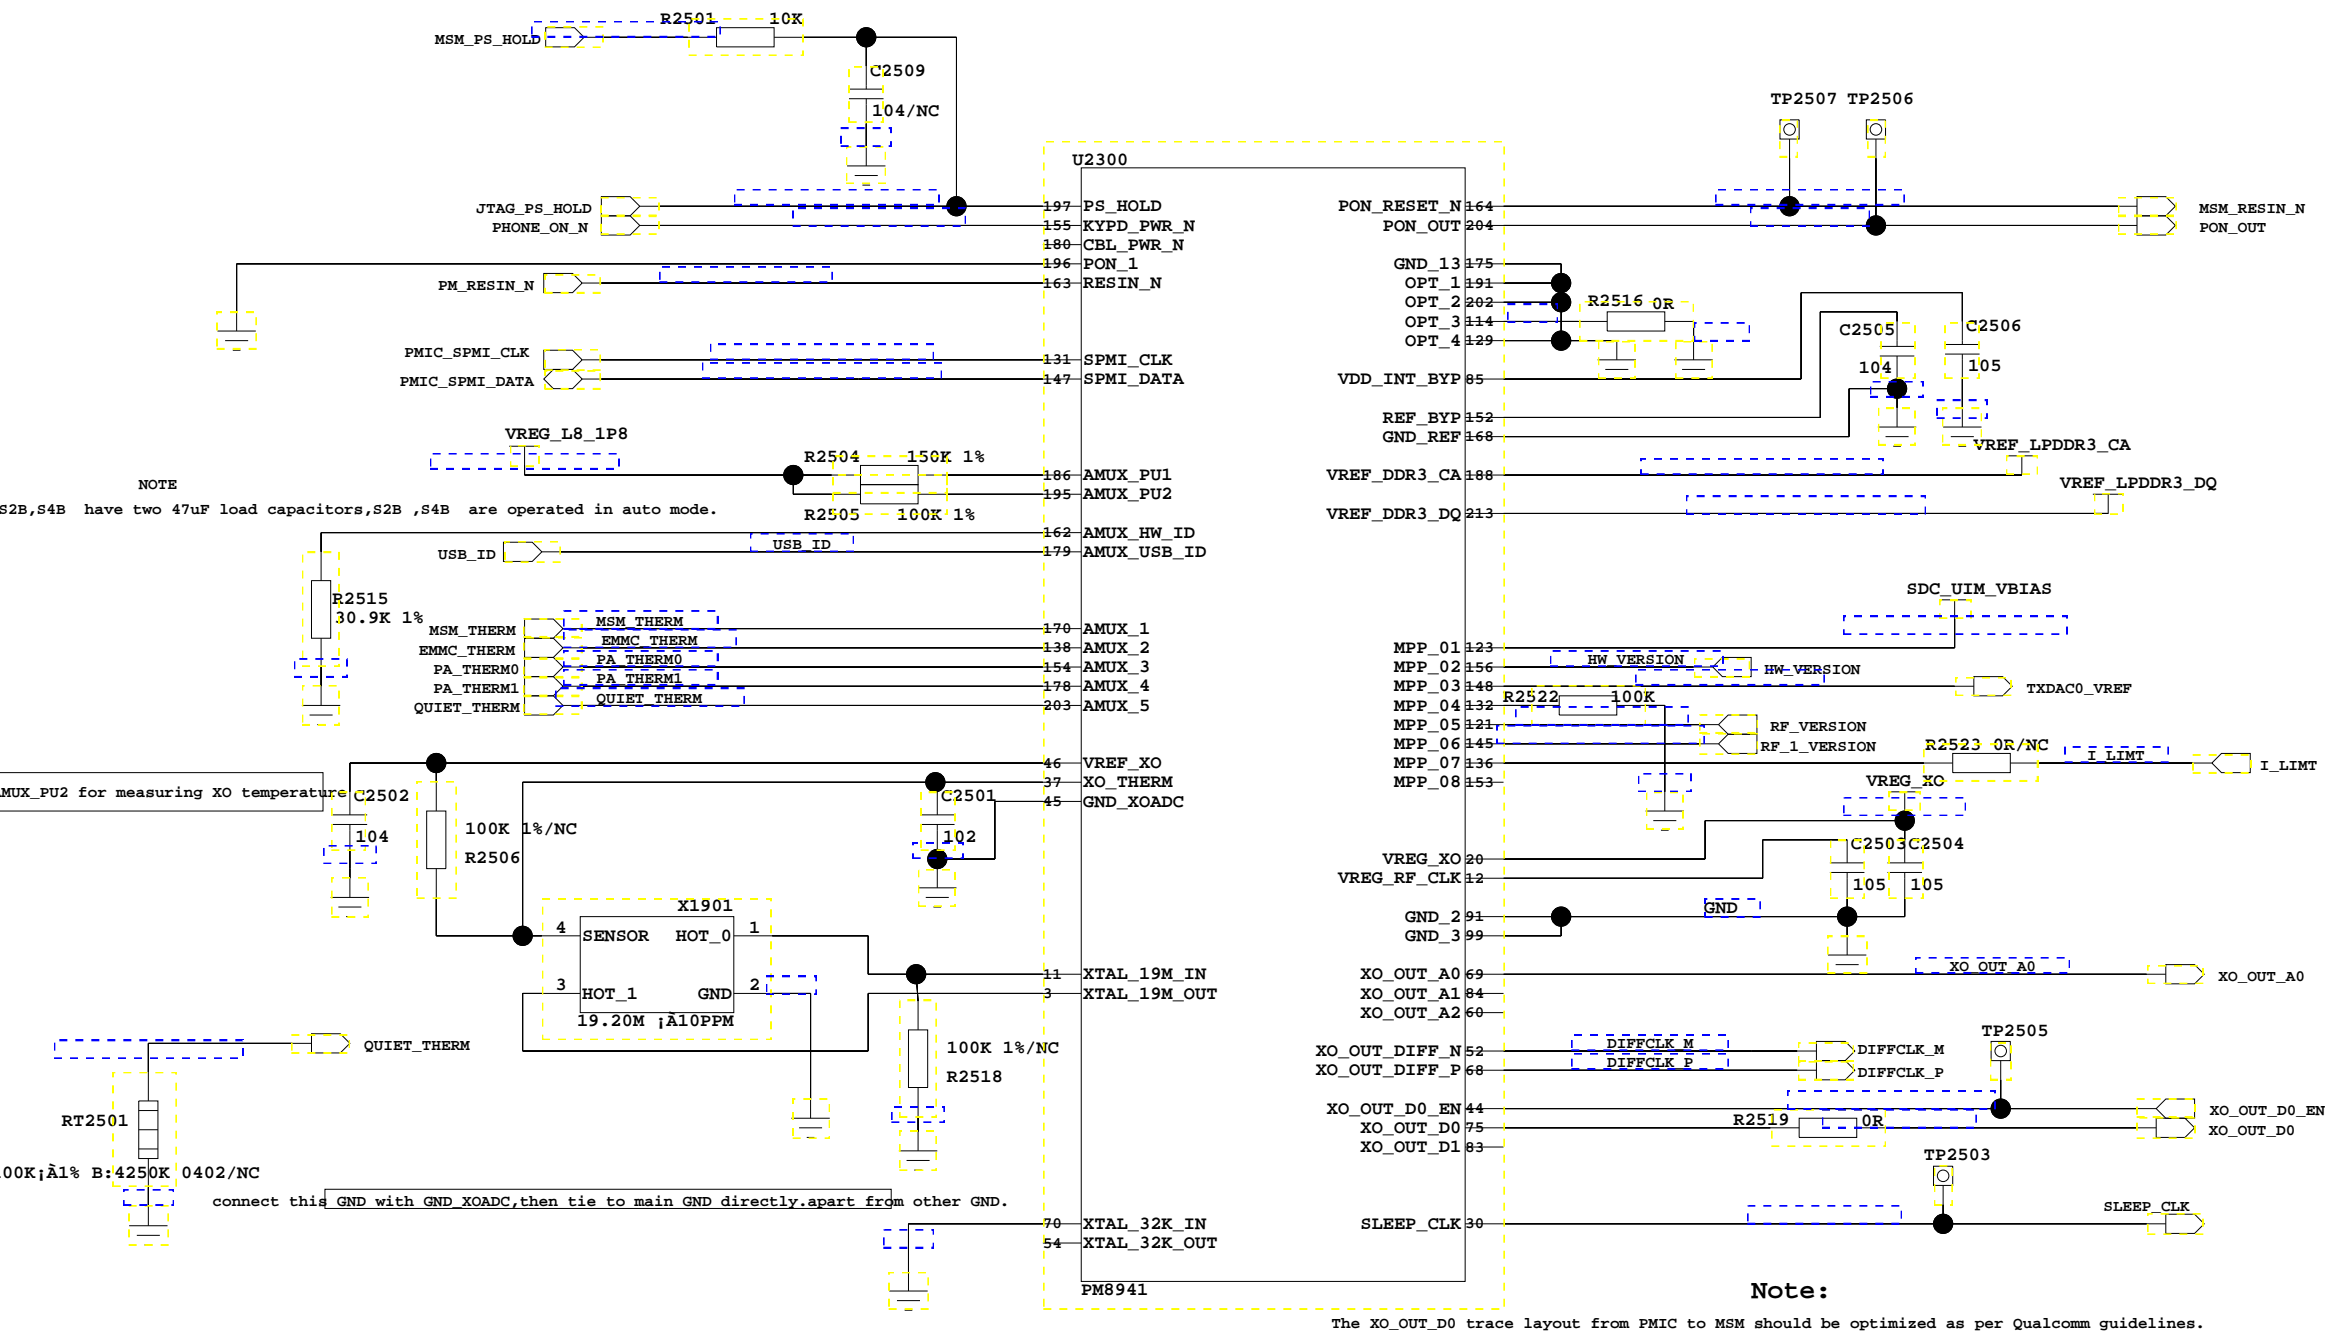 R2501 10K
MSM_PS_HOLD
C2509
104/NC
TP2507 TP2506
U2300
JTAG_PS_HOLD
PHONE_ON_N
197 PS_HOLD
155 KYPD_PWR_N
180 CBL_PWR_N
196 PON_1
163 RESIN_N
PM_RESIN_N
PON_RESET_N 164
PON_OUT 204
MSM_RESIN_N
PON_OUT
GND_13 175
OPT_1 191
OPT_2 202
OPT_3 114
OPT_4 129
R2516 0R
C2505
104
C2506
105
PMIC_SPMI_CLK
PMIC_SPMI_DATA
131 SPMI_CLK
147 SPMI_DATA
VDD_INT_BYP 85
REF_BYP 152
GND_REF 168
VREG_L8_1P8
R2504 150K 1%
R2505 100K 1%
186 AMUX_PU1
195 AMUX_PU2
VREF_DDR3_CA 188
VREF_LPDDR3_CA
VREF_DDR3_DQ 213
VREF_LPDDR3_DQ
NOTE
S2B,S4B have two 47uF load capacitors,S2B ,S4B are operated in auto mode.
162 AMUX_HW_ID
179 AMUX_USB_ID
USB_ID
USB_ID
R2515
30.9K 1%
MSM_THERM
EMMC_THERM
PA_THERM0
PA_THERM1
QUIET_THERM
MSM_THERM
EMMC_THERM
PA_THERM0
PA_THERM1
QUIET_THERM
170 AMUX_1
138 AMUX_2
154 AMUX_3
178 AMUX_4
203 AMUX_5
SDC_UIM_VBIAS
MPP_01 123
MPP_02 156
MPP_03 148
MPP_04 132
MPP_05 121
MPP_06 145
MPP_07 136
MPP_08 153
HW_VERSION
HW_VERSION
TXDAC0_VREF
R2522 100K
RF_VERSION
RF_1_VERSION
R2523 0R/NC
I_LIMT
I_LIMT
46 VREF_XO
37 XO_THERM
45 GND_XOADC
AMUX_PU2 for measuring XO temperature
C2502
104
100K 1%/NC
R2506
C2501
102
VREG_XO
VREG_XO 20
VREG_RF_CLK 12
C2503 C2504
105 105
GND_2 91
GND_3 99
GND
X1901
4 SENSOR HOT_0 1
3 HOT_1 GND 2
19.20M ¡À10PPM
11 XTAL_19M_IN
3 XTAL_19M_OUT
XO_OUT_A0 69
XO_OUT_A1 84
XO_OUT_A2 60
XO_OUT_A0
XO_OUT_A0
100K 1%/NC
R2518
QUIET_THERM
RT2501
00K¡À1% B:4250K 0402/NC
XO_OUT_DIFF_N 52
XO_OUT_DIFF_P 68
DIFFCLK_M
DIFFCLK_P
DIFFCLK_M
DIFFCLK_P
TP2505
XO_OUT_D0_EN 44
XO_OUT_D0 75
XO_OUT_D1 83
R2519 0R
XO_OUT_D0_EN
XO_OUT_D0
TP2503
connect this GND with GND_XOADC,then tie to main GND directly.apart from other GND.
70 XTAL_32K_IN
54 XTAL_32K_OUT
SLEEP_CLK 30
SLEEP_CLK
PM8941
Note:
The XO_OUT_D0 trace layout from PMIC to MSM should be optimized as per Qualcomm guidelines.